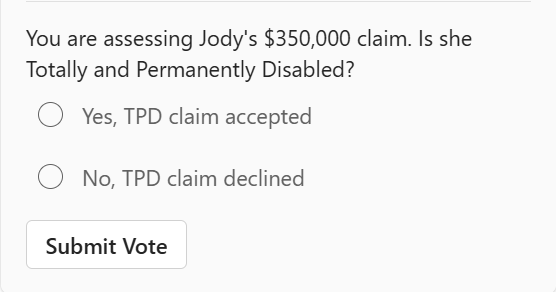 You are assessing Jody's $350,000 claim. Is she
Totally and Permanently Disabled?
Yes, TPD claim accepted
No, TPD claim declined
Submit Vote